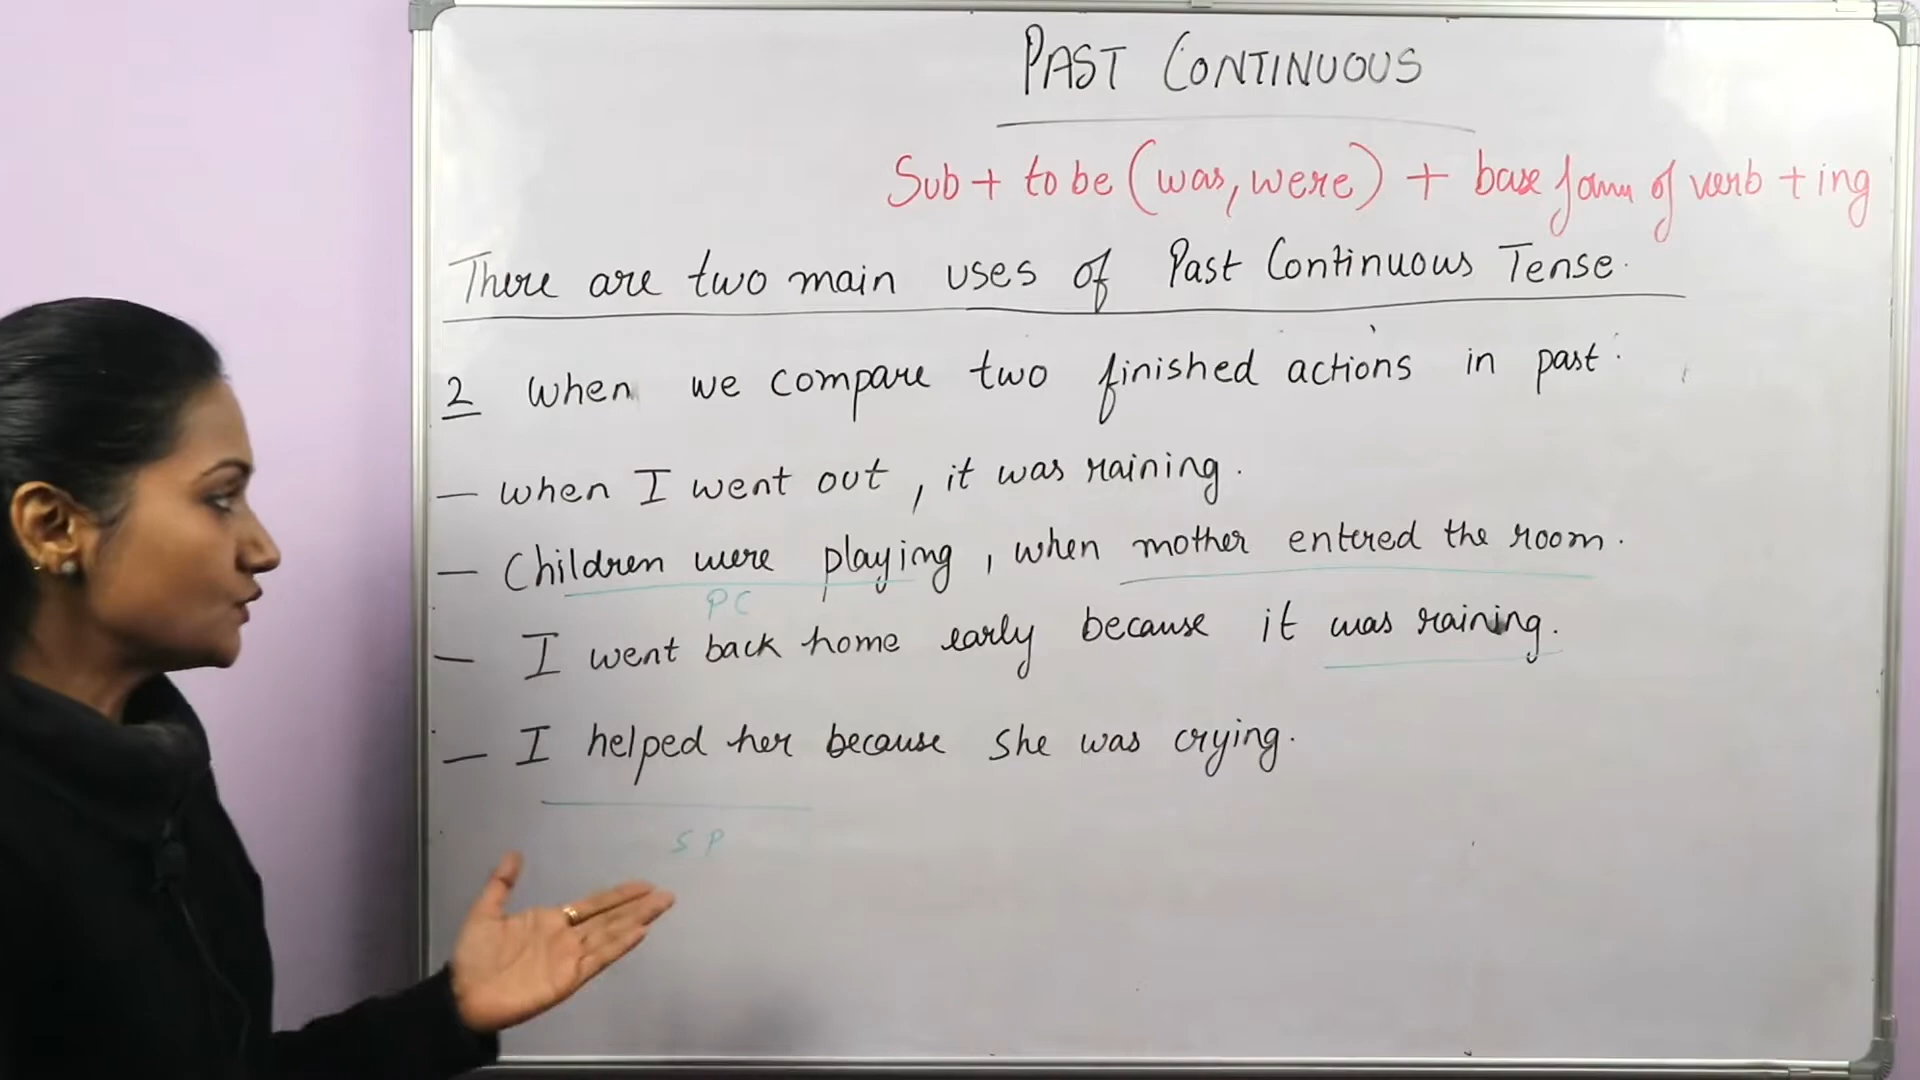 PAST CONTINUOUS
Sub + to be (was, were) + base form of verb + ing
There are two main uses of Past Continuous Tense.
2 when we compare two finished actions in past.
— when I went out, it was raining.
— Children were playing, when mother entered the room.
PC
— I went back home early because it was raining.
— I helped her because she was crying.
SP